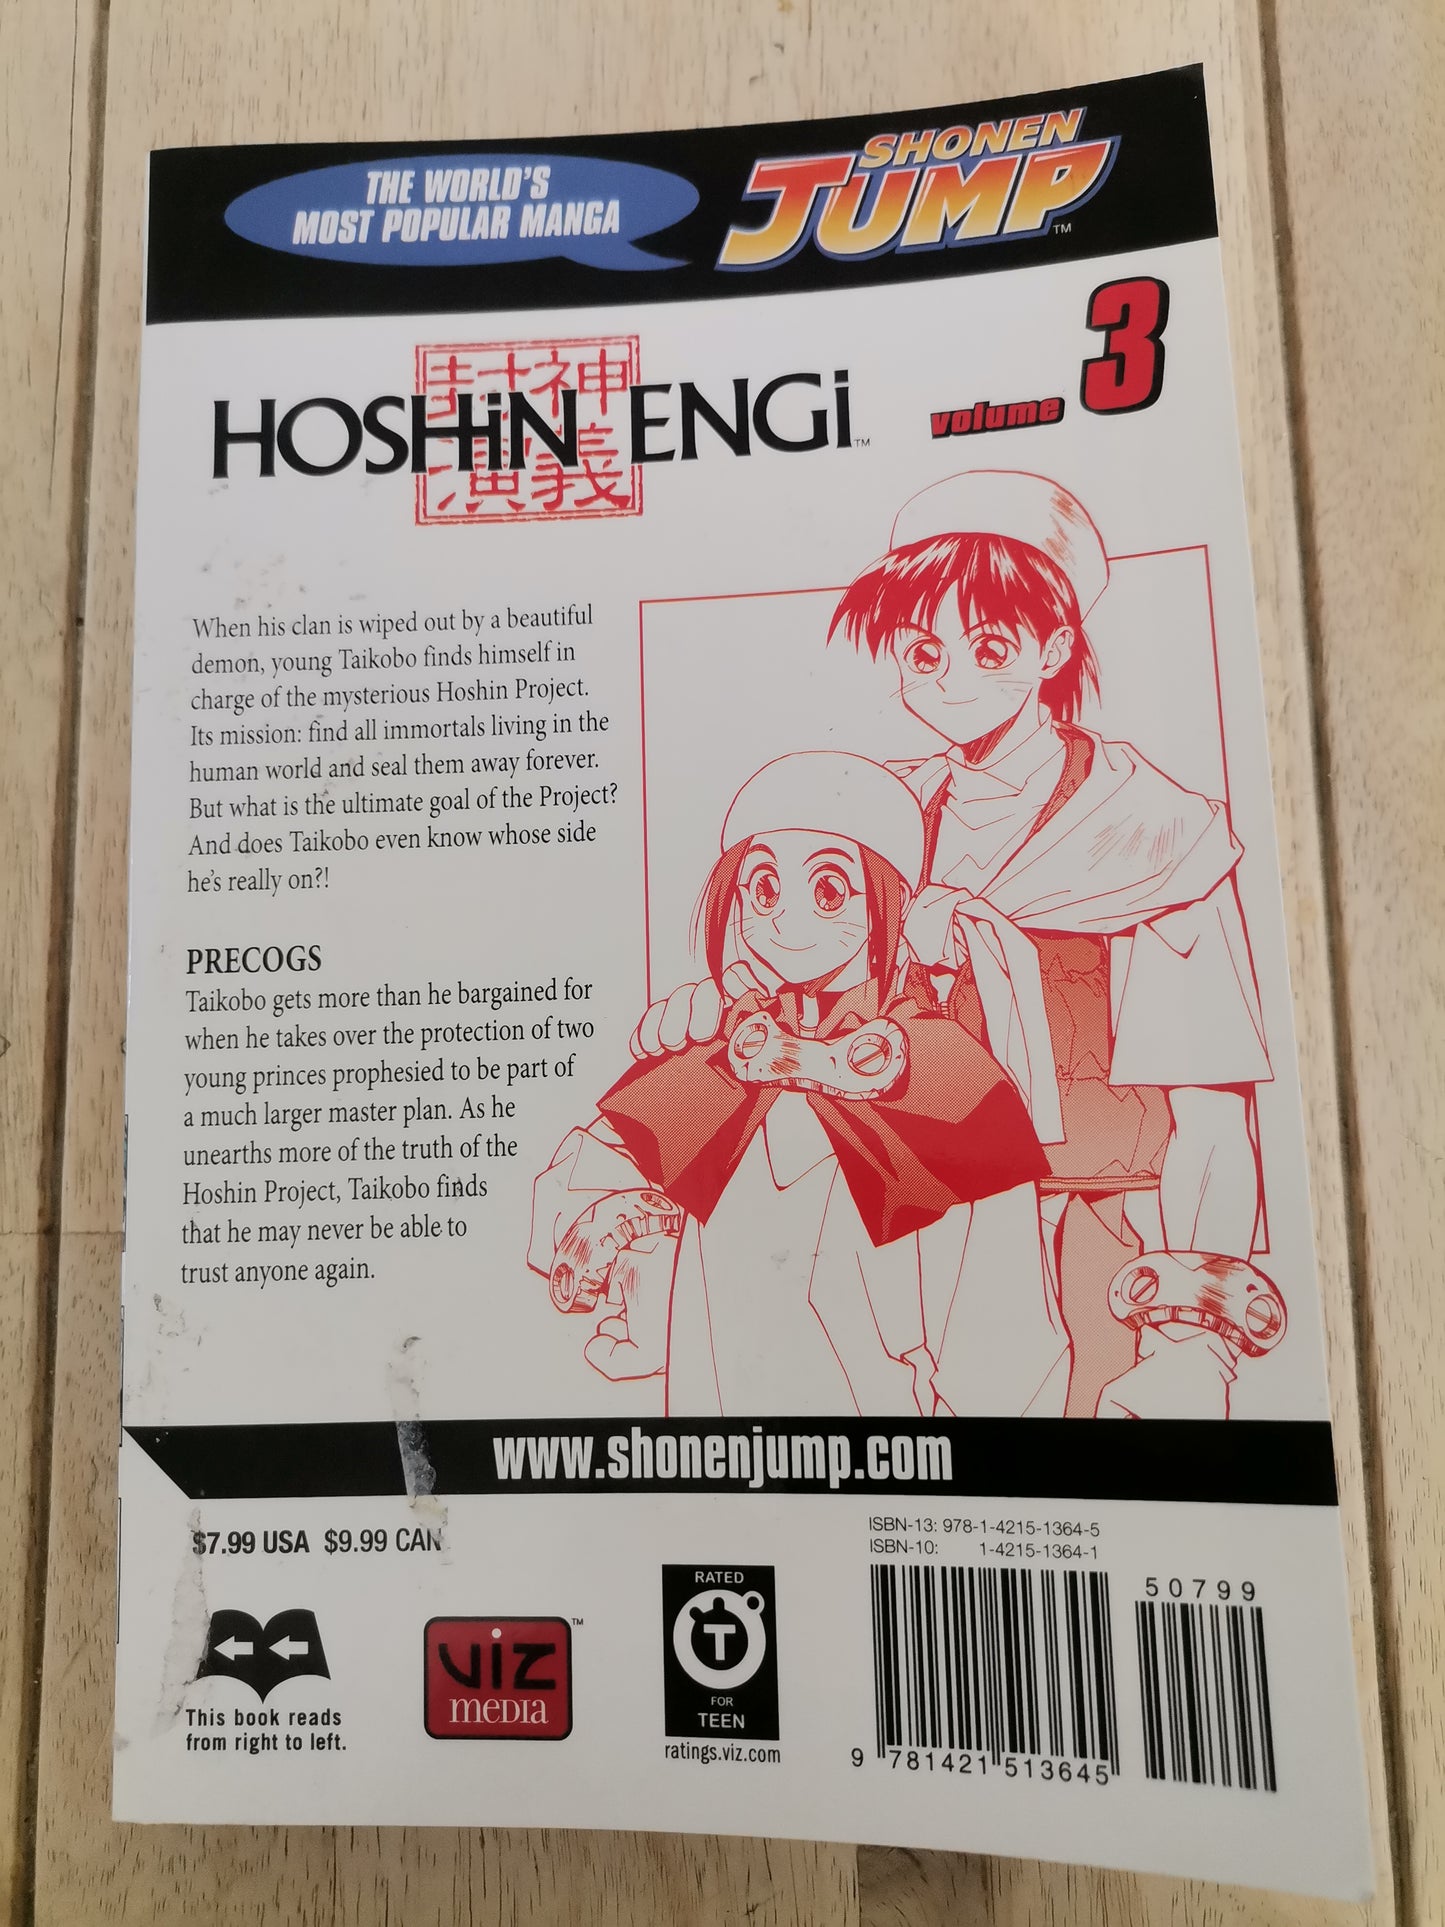 THE WORLD'S
MOST POPULAR MANGA
SHONEN
JUMP™
封神
演義
HOSHIN ENGI™
volume 3
When his clan is wiped out by a beautiful
demon, young Taikobo finds himself in
charge of the mysterious Hoshin Project.
Its mission: find all immortals living in the
human world and seal them away forever.
But what is the ultimate goal of the Project?
And does Taikobo even know whose side
he's really on?!
PRECOGS
Taikobo gets more than he bargained for
when he takes over the protection of two
young princes prophesied to be part of
a much larger master plan. As he
unearths more of the truth of the
Hoshin Project, Taikobo finds
that he may never be able to
trust anyone again.
www.shonenjump.com
$7.99 USA $9.99 CAN
This book reads
from right to left.
VIZ™
MEDIA
RATED
T
FOR
TEEN
ratings.viz.com
ISBN-13: 978-1-4215-1364-5
ISBN-10: 1-4215-1364-1
50799
9 781421 513645